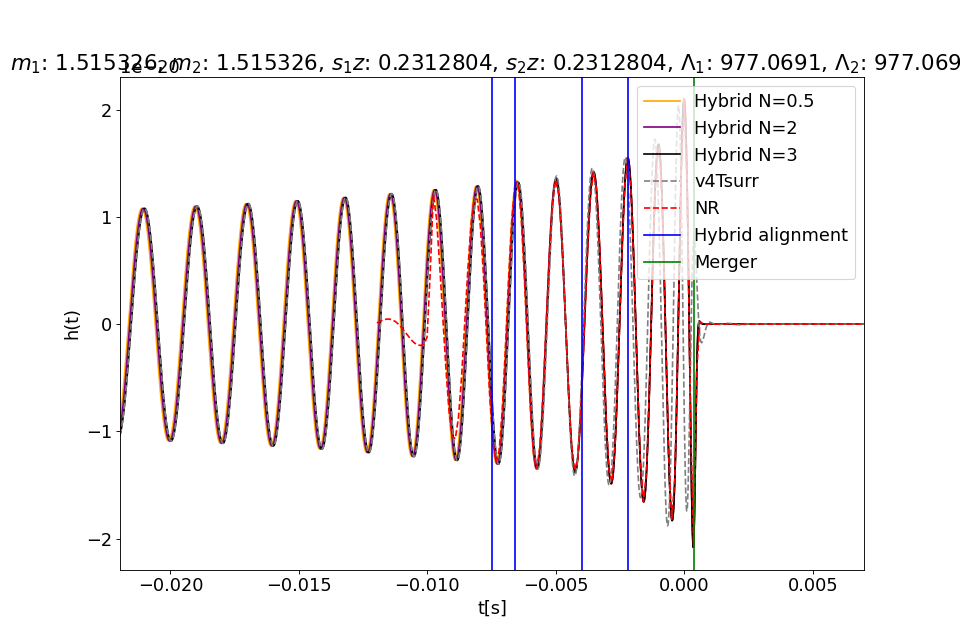 m₁: 1.515326, m₂: 1.515326, s₁z: 0.2312804, s₂z: 0.2312804, Λ₁: 977.0691, Λ₂: 977.069
1e−20
Hybrid N=0.5
Hybrid N=2
Hybrid N=3
v4Tsurr
NR
Hybrid alignment
Merger
h(t)
2
1
0
−1
−2
−0.020
−0.015
−0.010
−0.005
0.000
0.005
t[s]